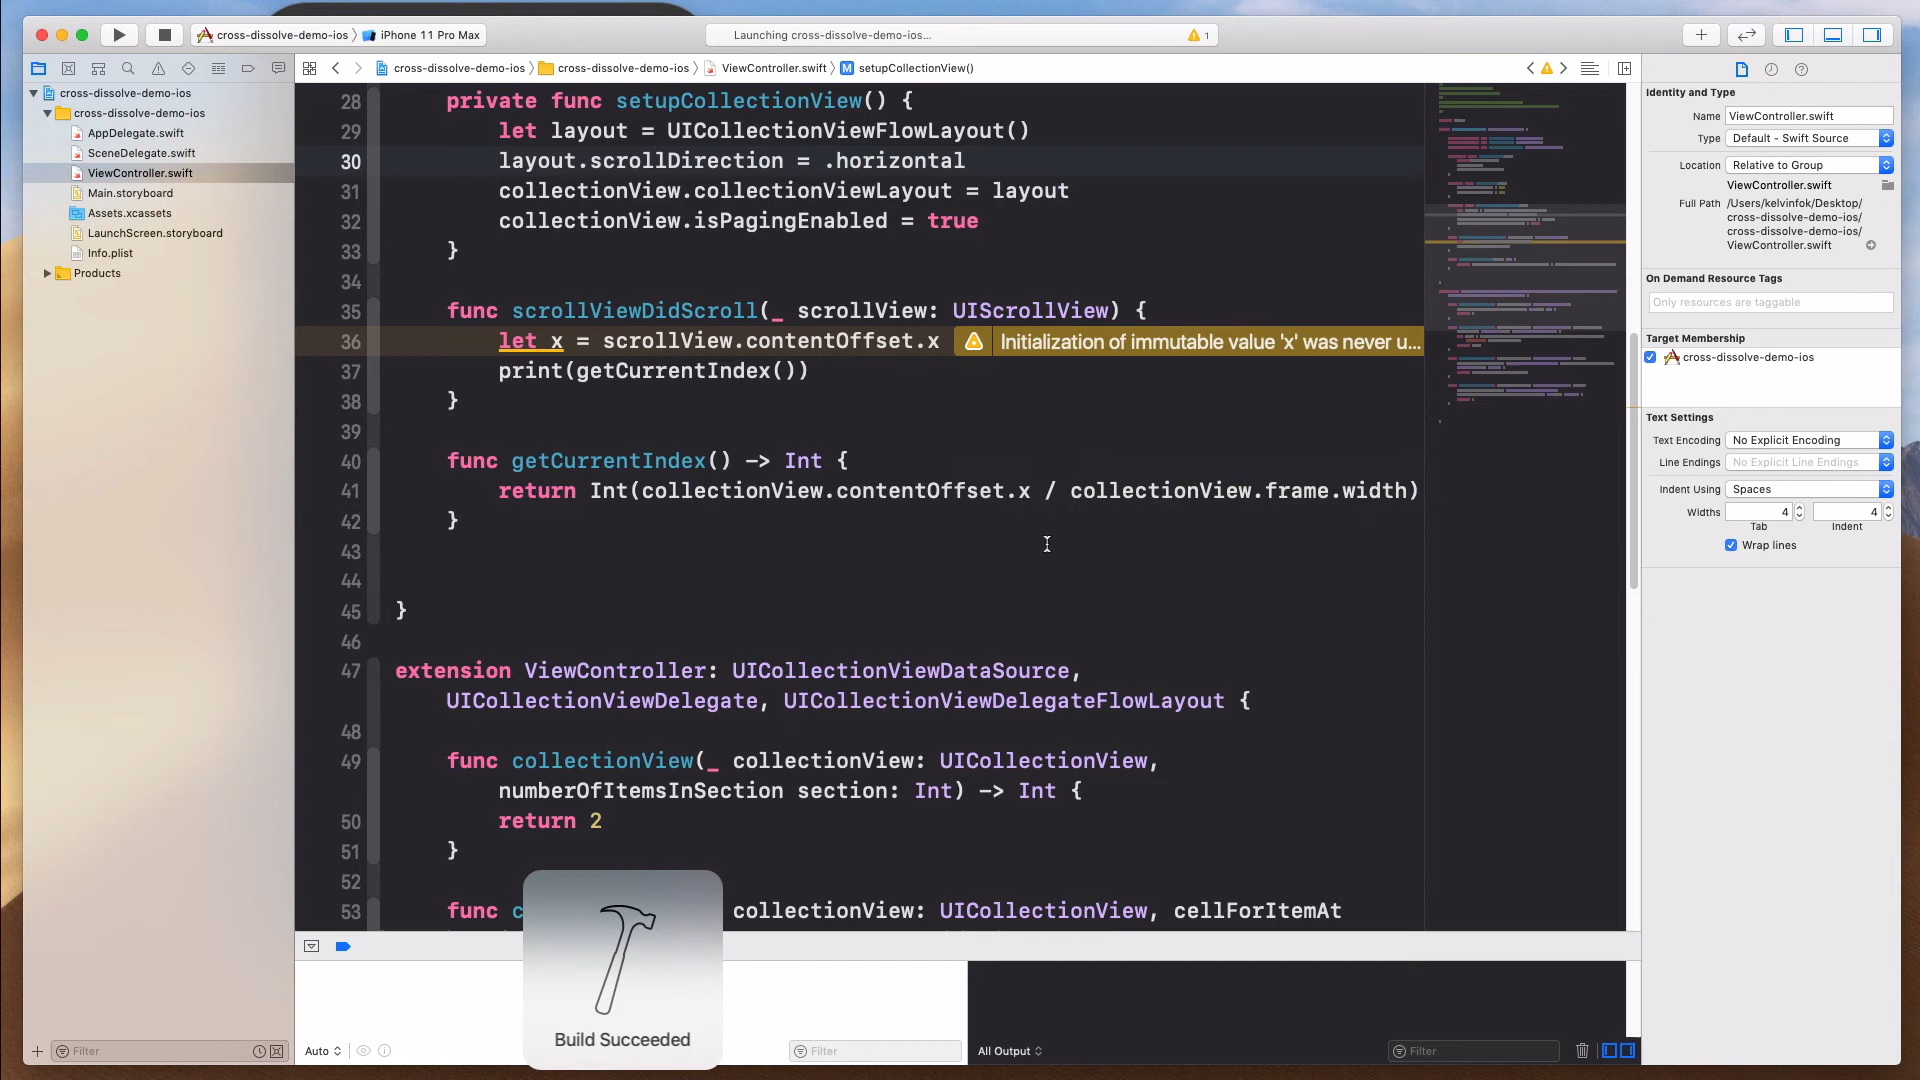 cross-dissolve-demo-ios
iPhone 11 Pro Max
Launching cross-dissolve-demo-ios...
1
cross-dissolve-demo-ios
cross-dissolve-demo-ios
ViewController.swift
M setupCollectionView()
cross-dissolve-demo-ios
cross-dissolve-demo-ios
AppDelegate.swift
SceneDelegate.swift
ViewController.swift
Main.storyboard
Assets.xcassets
LaunchScreen.storyboard
Info.plist
Products
Filter
28 private func setupCollectionView() {
29 let layout = UICollectionViewFlowLayout()
30 layout.scrollDirection = .horizontal
31 collectionView.collectionViewLayout = layout
32 collectionView.isPagingEnabled = true
33 }
34
35 func scrollViewDidScroll(_ scrollView: UIScrollView) {
36 let x = scrollView.contentOffset.x Initialization of immutable value 'x' was never u...
37 print(getCurrentIndex())
38 }
39
40 func getCurrentIndex() -> Int {
41 return Int(collectionView.contentOffset.x / collectionView.frame.width)
42 }
43
44
45 }
46
47 extension ViewController: UICollectionViewDataSource,
UICollectionViewDelegate, UICollectionViewDelegateFlowLayout {
48
49 func collectionView(_ collectionView: UICollectionView,
numberOfItemsInSection section: Int) -> Int {
50 return 2
51 }
52
53 func c collectionView: UICollectionView, cellForItemAt
Build Succeeded
Auto
Filter
All Output
Filter
Identity and Type
Name ViewController.swift
Type Default - Swift Source
Location Relative to Group
ViewController.swift
Full Path /Users/kelvinfok/Desktop/
cross-dissolve-demo-ios/
cross-dissolve-demo-ios/
ViewController.swift
On Demand Resource Tags
Only resources are taggable
Target Membership
cross-dissolve-demo-ios
Text Settings
Text Encoding No Explicit Encoding
Line Endings No Explicit Line Endings
Indent Using Spaces
Widths 4 4
Tab Indent
Wrap lines